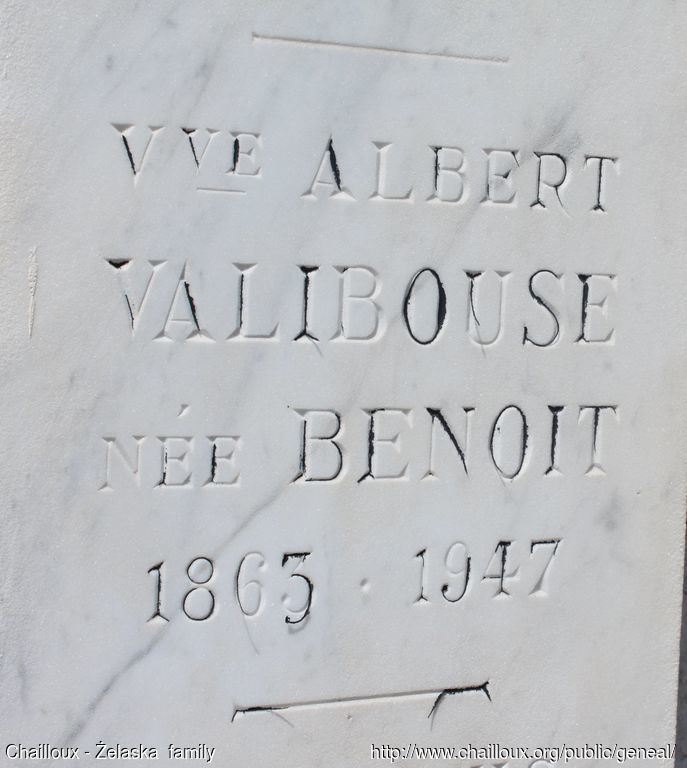 VVE ALBERT
VALIBOUSE
NÉE BENOIT
1863 · 1947
Chailloux - Żelaska family
http://www.chailloux.org/public/geneal/